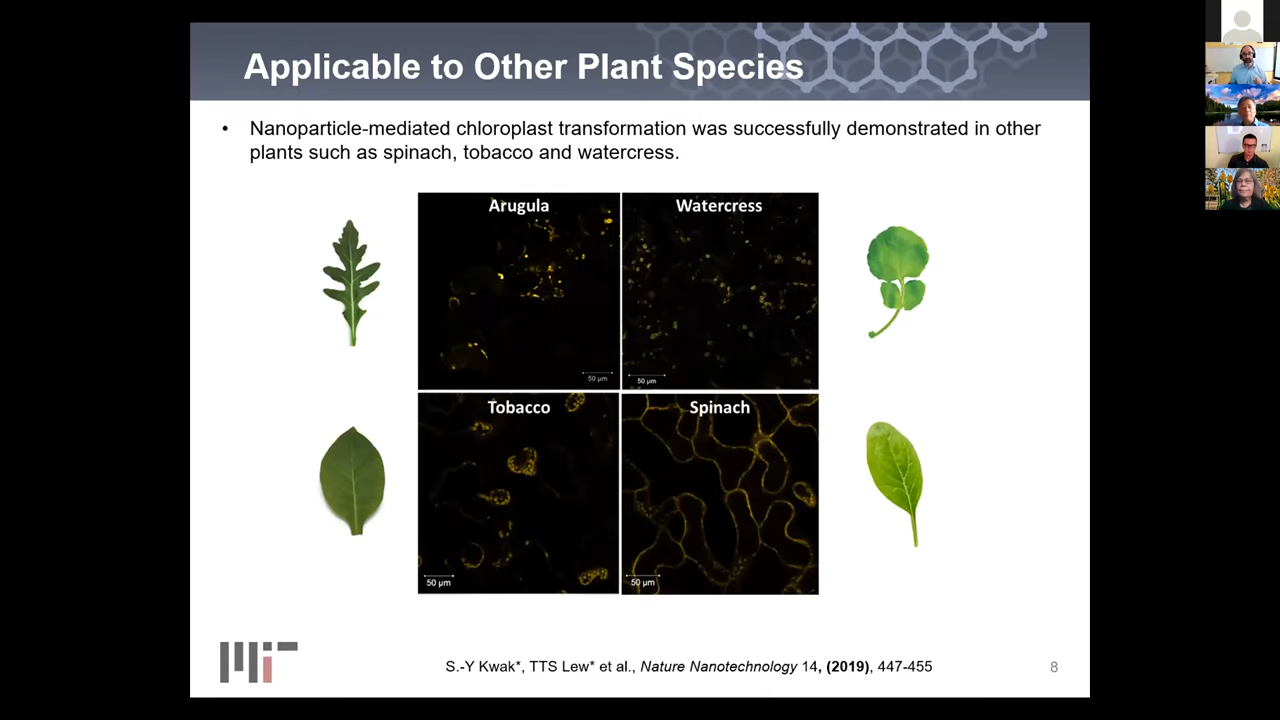 Applicable to Other Plant Species
• Nanoparticle-mediated chloroplast transformation was successfully demonstrated in other
plants such as spinach, tobacco and watercress.
Arugula
Watercress
50 µm
50 µm
Tobacco
Spinach
50 µm
50 µm
MIT
S.-Y Kwak*, TTS Lew* et al., Nature Nanotechnology 14, (2019), 447-455
8